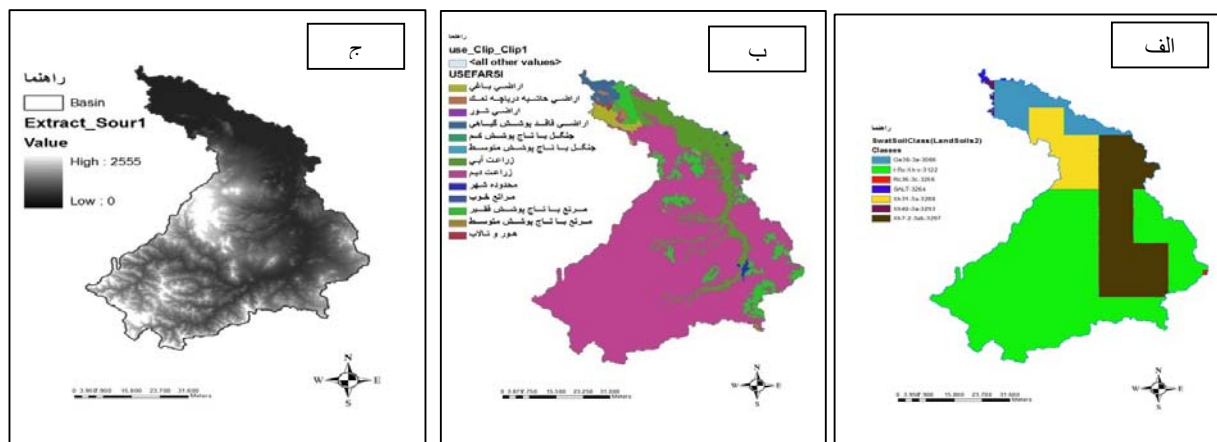 ج
راهنما
Basin
Extract_Sour1
Value
High : 2555
Low : 0
N
W E
S
Meters
ب
راهنما
use_Clip_Clip1
<all other values>
USEFARSI
اراضي باغي
اراضي حاشيه درياچه نمك
اراضي شور
اراضي فاقد پوشش گياهي
جنگل با تاج پوشش كم
جنگل با تاج پوشش متوسط
زراعت آبي
زراعت ديم
محدوده شهر
مراتع خوب
مرتع با تاج پوشش فقير
مرتع با تاج پوشش متوسط
هور و تالاب
N
W E
S
Meters
الف
راهنما
SwatSoilClass(LandSoils2)
Classes
SALT-3264
N
W E
S
Meters